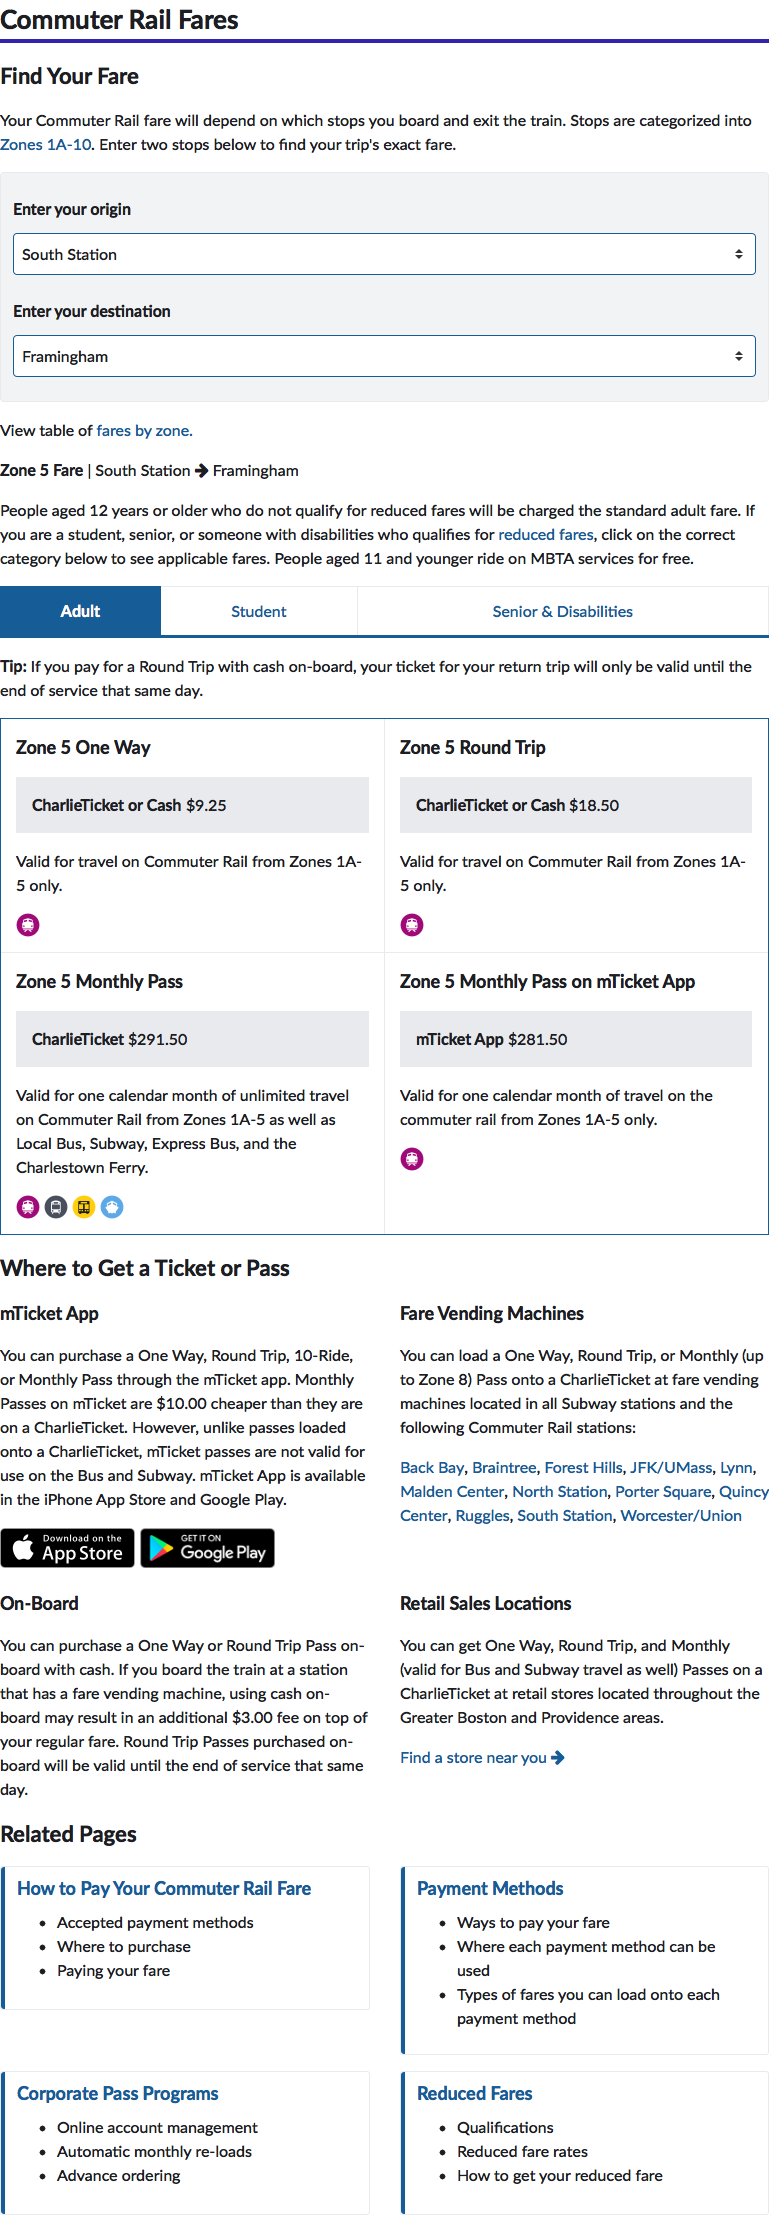 Commuter Rail Fares
Find Your Fare
Your Commuter Rail fare will depend on which stops you board and exit the train. Stops are categorized into
Zones 1A-10. Enter two stops below to find your trip's exact fare.
Enter your origin
South Station
Enter your destination
Framingham
View table of fares by zone.
Zone 5 Fare | South Station → Framingham
People aged 12 years or older who do not qualify for reduced fares will be charged the standard adult fare. If
you are a student, senior, or someone with disabilities who qualifies for reduced fares, click on the correct
category below to see applicable fares. People aged 11 and younger ride on MBTA services for free.
Adult
Student
Senior & Disabilities
Tip: If you pay for a Round Trip with cash on-board, your ticket for your return trip will only be valid until the
end of service that same day.
Zone 5 One Way
CharlieTicket or Cash $9.25
Valid for travel on Commuter Rail from Zones 1A-
5 only.
Zone 5 Round Trip
CharlieTicket or Cash $18.50
Valid for travel on Commuter Rail from Zones 1A-
5 only.
Zone 5 Monthly Pass
CharlieTicket $291.50
Valid for one calendar month of unlimited travel
on Commuter Rail from Zones 1A-5 as well as
Local Bus, Subway, Express Bus, and the
Charlestown Ferry.
Zone 5 Monthly Pass on mTicket App
mTicket App $281.50
Valid for one calendar month of travel on the
commuter rail from Zones 1A-5 only.
Where to Get a Ticket or Pass
mTicket App
You can purchase a One Way, Round Trip, 10-Ride,
or Monthly Pass through the mTicket app. Monthly
Passes on mTicket are $10.00 cheaper than they are
on a CharlieTicket. However, unlike passes loaded
onto a CharlieTicket, mTicket passes are not valid for
use on the Bus and Subway. mTicket App is available
in the iPhone App Store and Google Play.
Download on the
App Store
GET IT ON
Google Play
Fare Vending Machines
You can load a One Way, Round Trip, or Monthly (up
to Zone 8) Pass onto a CharlieTicket at fare vending
machines located in all Subway stations and the
following Commuter Rail stations:
Back Bay, Braintree, Forest Hills, JFK/UMass, Lynn,
Malden Center, North Station, Porter Square, Quincy
Center, Ruggles, South Station, Worcester/Union
On-Board
You can purchase a One Way or Round Trip Pass on-
board with cash. If you board the train at a station
that has a fare vending machine, using cash on-
board may result in an additional $3.00 fee on top of
your regular fare. Round Trip Passes purchased on-
board will be valid until the end of service that same
day.
Retail Sales Locations
You can get One Way, Round Trip, and Monthly
(valid for Bus and Subway travel as well) Passes on a
CharlieTicket at retail stores located throughout the
Greater Boston and Providence areas.
Find a store near you →
Related Pages
How to Pay Your Commuter Rail Fare
• Accepted payment methods
• Where to purchase
• Paying your fare
Payment Methods
• Ways to pay your fare
• Where each payment method can be
used
• Types of fares you can load onto each
payment method
Corporate Pass Programs
• Online account management
• Automatic monthly re-loads
• Advance ordering
Reduced Fares
• Qualifications
• Reduced fare rates
• How to get your reduced fare